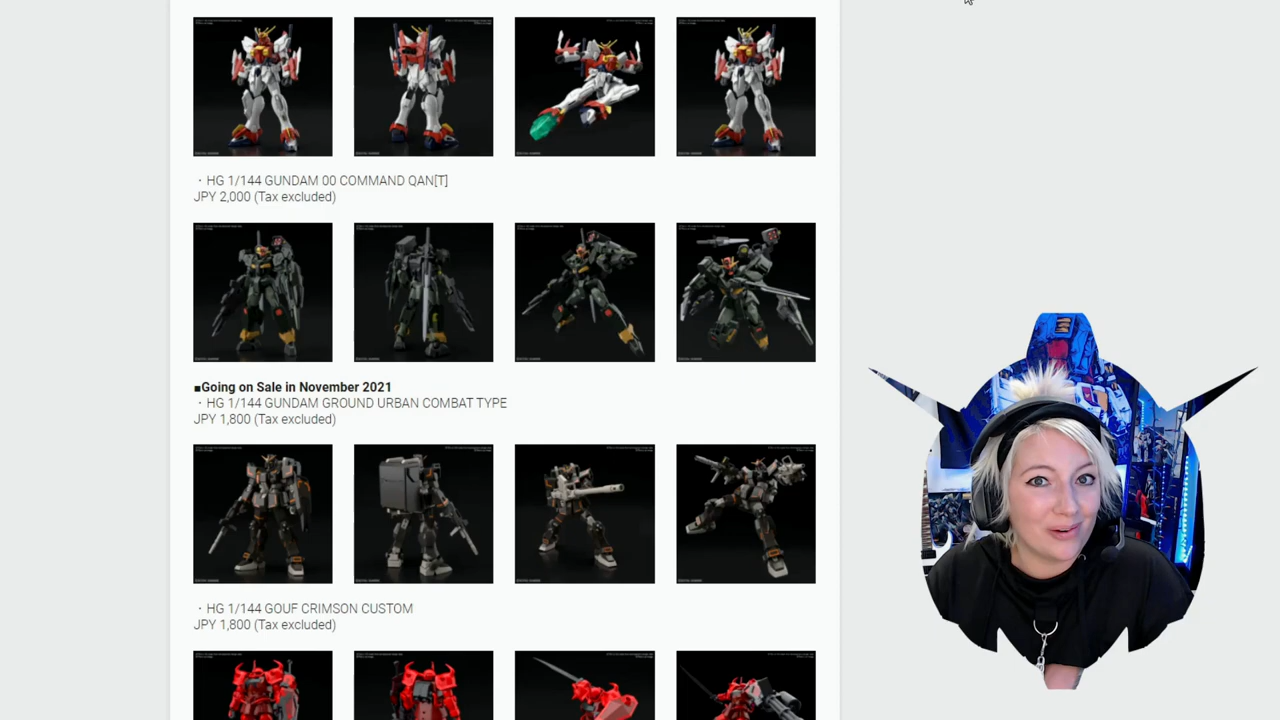 ・HG 1/144 GUNDAM 00 COMMAND QAN[T]
JPY 2,000 (Tax excluded)
■Going on Sale in November 2021
・HG 1/144 GUNDAM GROUND URBAN COMBAT TYPE
JPY 1,800 (Tax excluded)
・HG 1/144 GOUF CRIMSON CUSTOM
JPY 1,800 (Tax excluded)